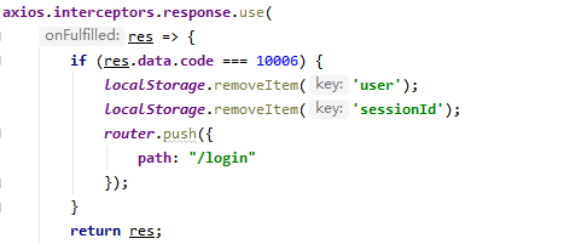 axios.interceptors.response.use(
onFulfilled: res => {
if (res.data.code === 10006) {
localStorage.removeItem( key: 'user');
localStorage.removeItem( key: 'sessionId');
router.push({
path: "/login"
});
}
return res;